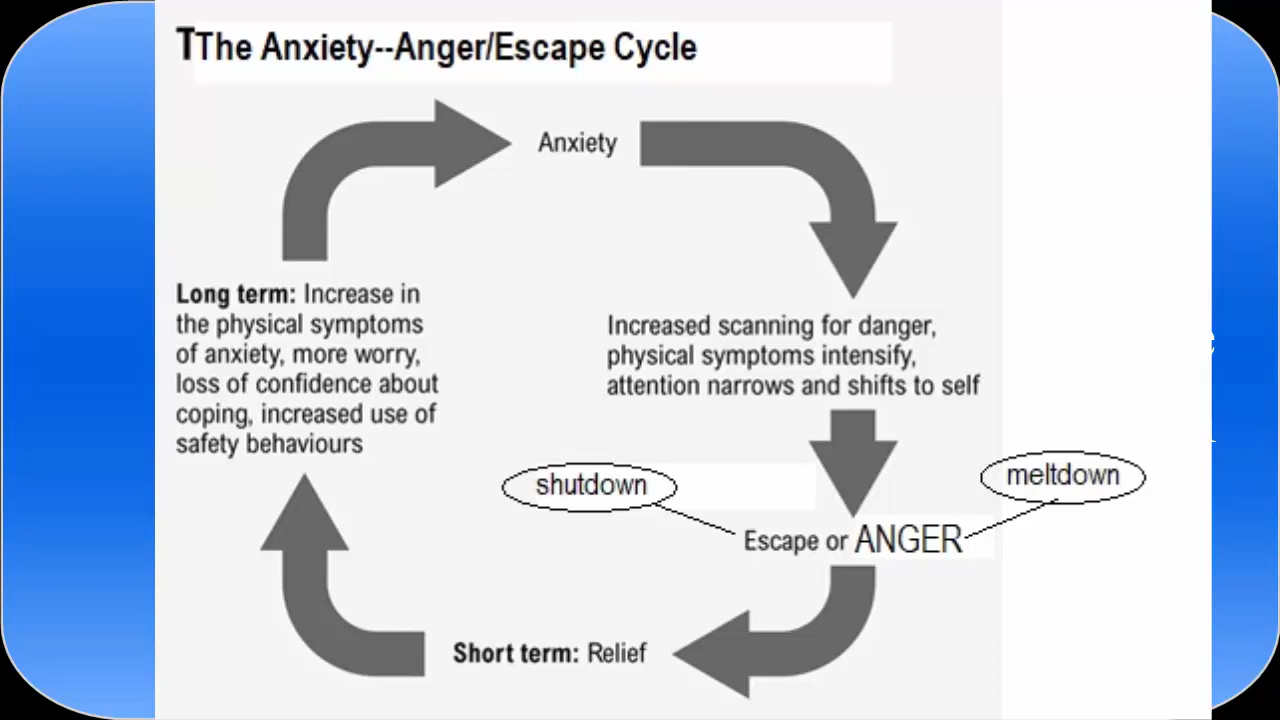 TThe Anxiety--Anger/Escape Cycle
Anxiety
Increased scanning for danger,
physical symptoms intensify,
attention narrows and shifts to self
Long term: Increase in
the physical symptoms
of anxiety, more worry,
loss of confidence about
coping, increased use of
safety behaviours
shutdown
meltdown
Escape or ANGER
Short term: Relief